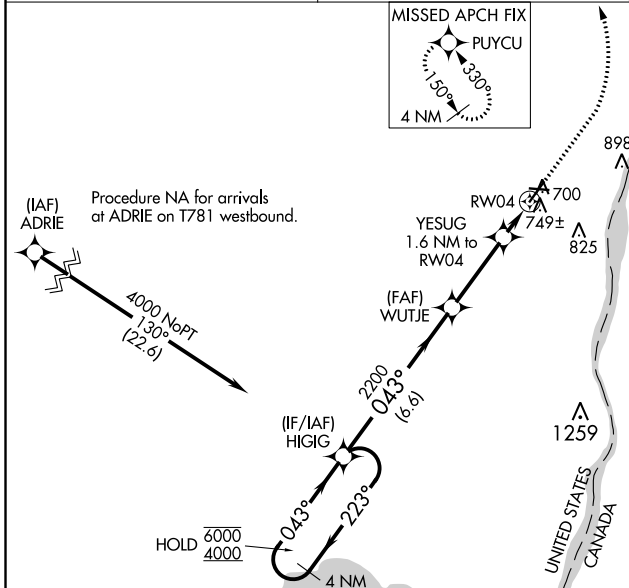 MISSED APCH FIX
PUYCU
150°
330°
4 NM
898
(IAF)
ADRIE
Procedure NA for arrivals
at ADRIE on T781 westbound.
RW04
700
749±
825
YESUG
1.6 NM to
RW04
4000 NoPT
130°
(22.6)
(FAF)
WUTJE
2200
043°
(6.6)
(IF/IAF)
HIGIG
1259
043°
223°
HOLD
6000
4000
4 NM
UNITED STATES
CANADA